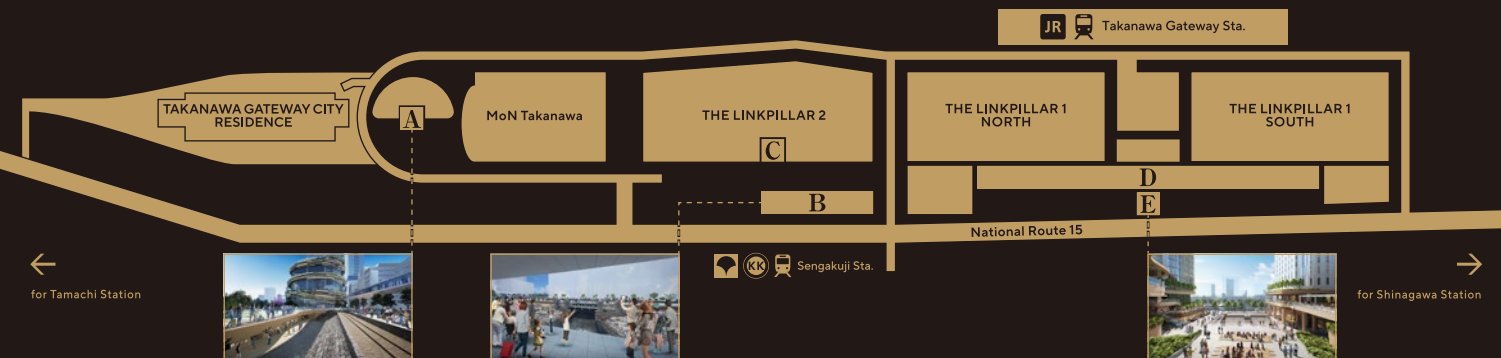 JR Takanawa Gateway Sta.
TAKANAWA GATEWAY CITY
RESIDENCE
A
MoN Takanawa
THE LINKPILLAR 2
C
B
THE LINKPILLAR 1
NORTH
THE LINKPILLAR 1
SOUTH
D
E
National Route 15
KK Sengakuji Sta.
for Tamachi Station
for Shinagawa Station